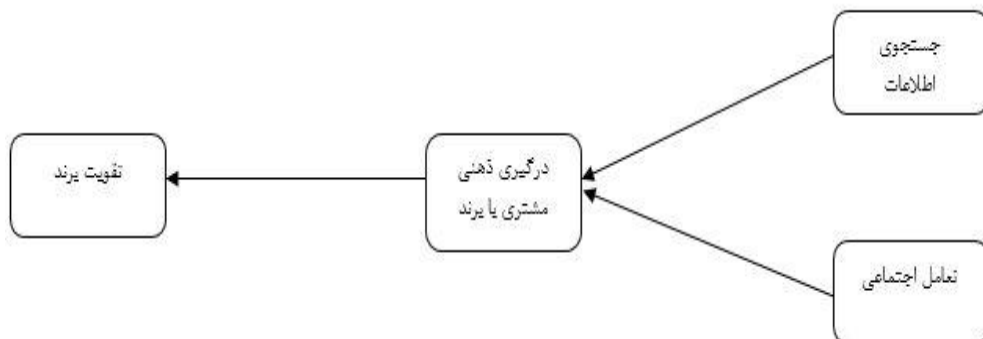 جستجوی
اطلاعات
درگیری ذهنی
مشتری با برند
تقویت برند
تعامل اجتماعی